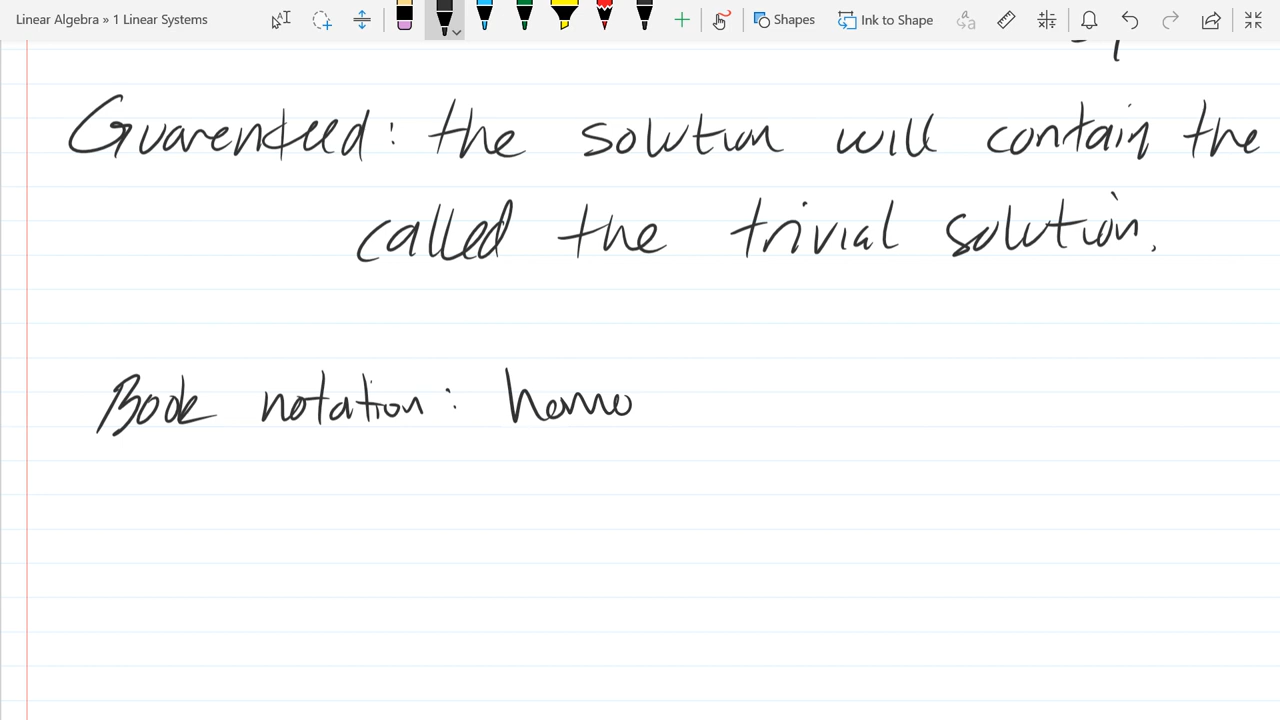 Linear Algebra » 1 Linear Systems
Shapes
Ink to Shape
Guarenteed: the solution will contain the
called the trivial solution.
Book notation: homo